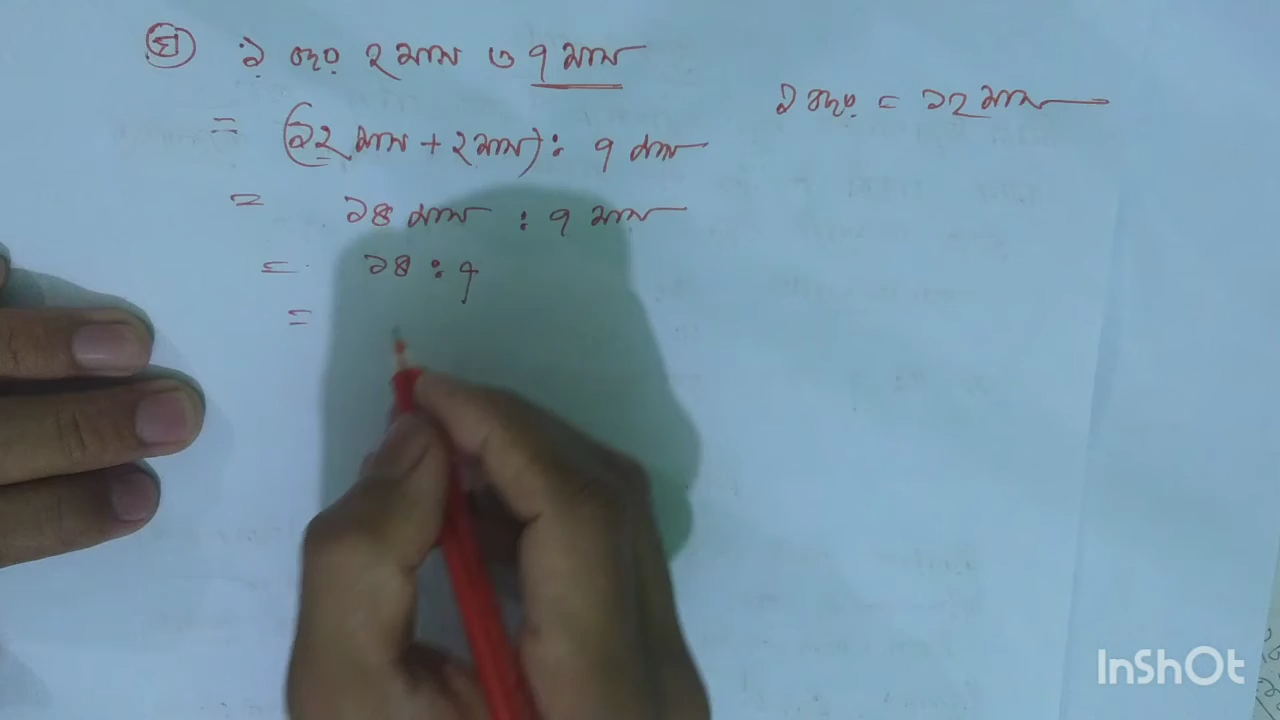 ঘ ১ বছর ২ মাস ও ৭ মাস
১ বছর = ১২ মাস
= (১২ মাস + ২ মাস) : ৭ মাস
= ১৪ মাস : ৭ মাস
= ১৪ : ৭
=
InShOt